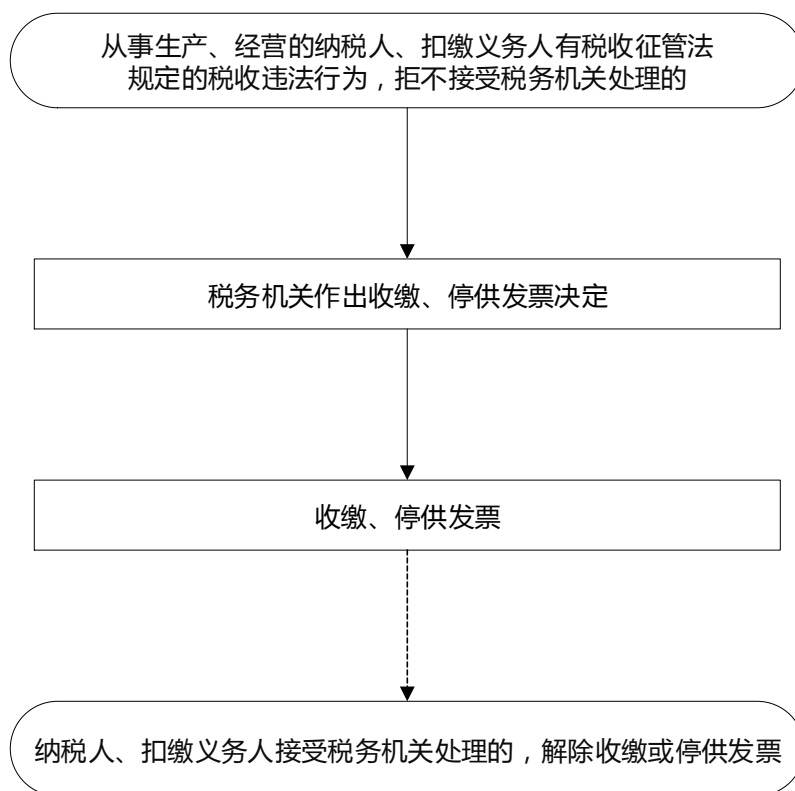 从事生产、经营的纳税人、扣缴义务人有税收征管法
规定的税收违法行为，拒不接受税务机关处理的
税务机关作出收缴、停供发票决定
收缴、停供发票
纳税人、扣缴义务人接受税务机关处理的，解除收缴或停供发票